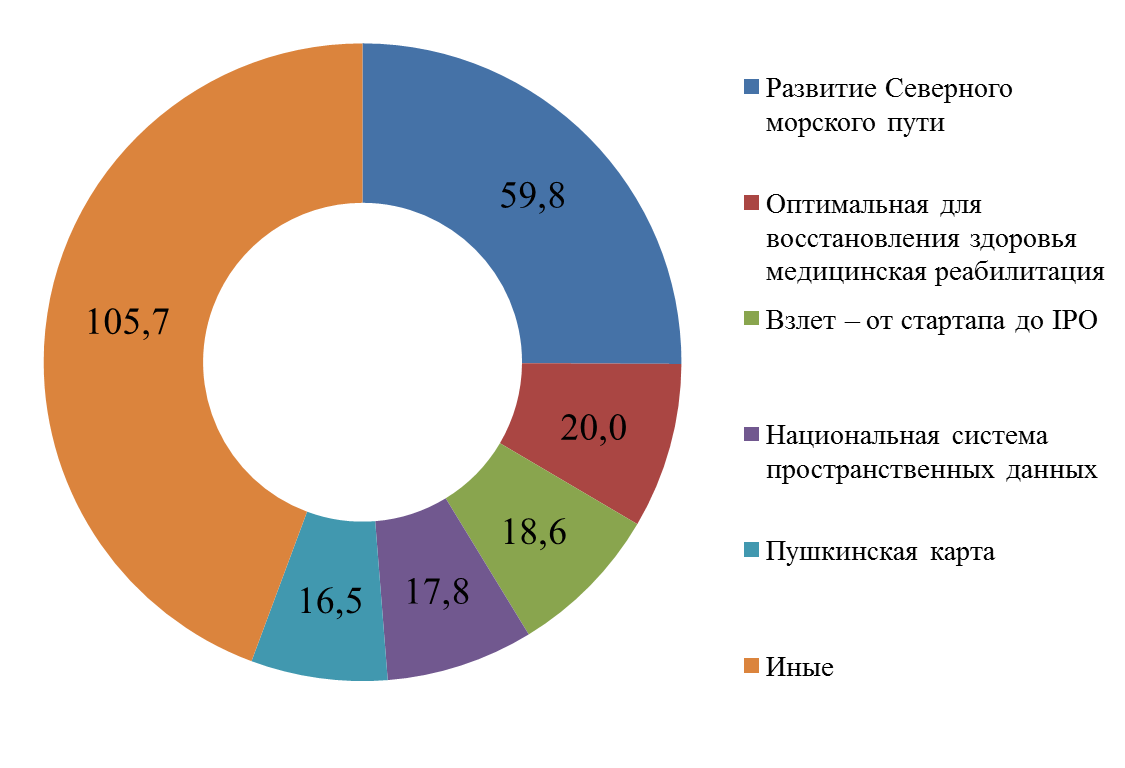 59,8
20,0
18,6
17,8
16,5
105,7
Развитие Северного
морского пути
Оптимальная для
восстановления здоровья
медицинская реабилитация
Взлет – от стартапа до IPO
Национальная система
пространственных данных
Пушкинская карта
Иные